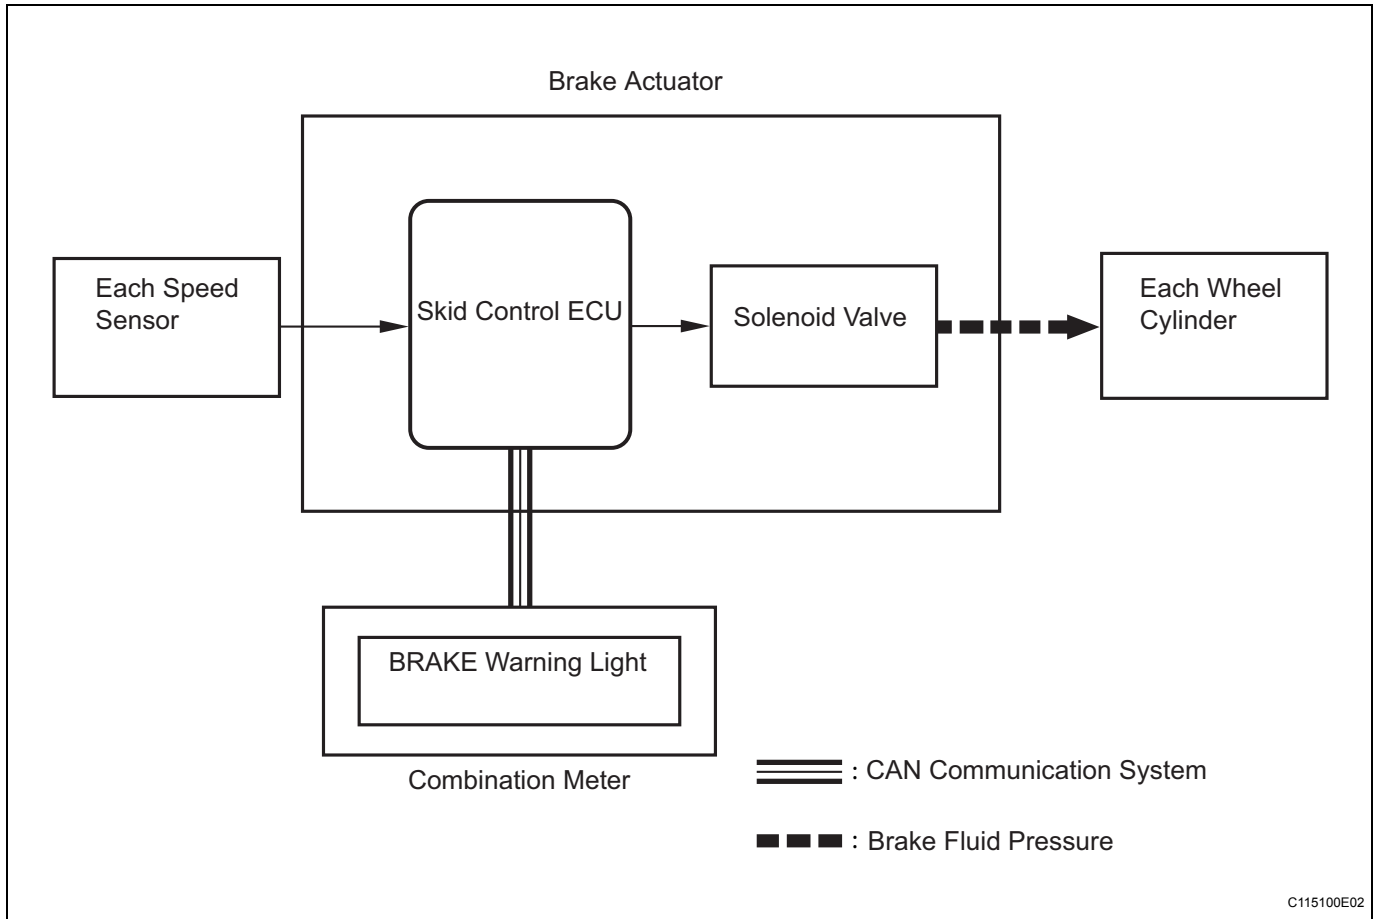 Brake Actuator
Each Speed
Sensor
Skid Control ECU
Solenoid Valve
Each Wheel
Cylinder
BRAKE Warning Light
Combination Meter
: CAN Communication System
: Brake Fluid Pressure
C115100E02